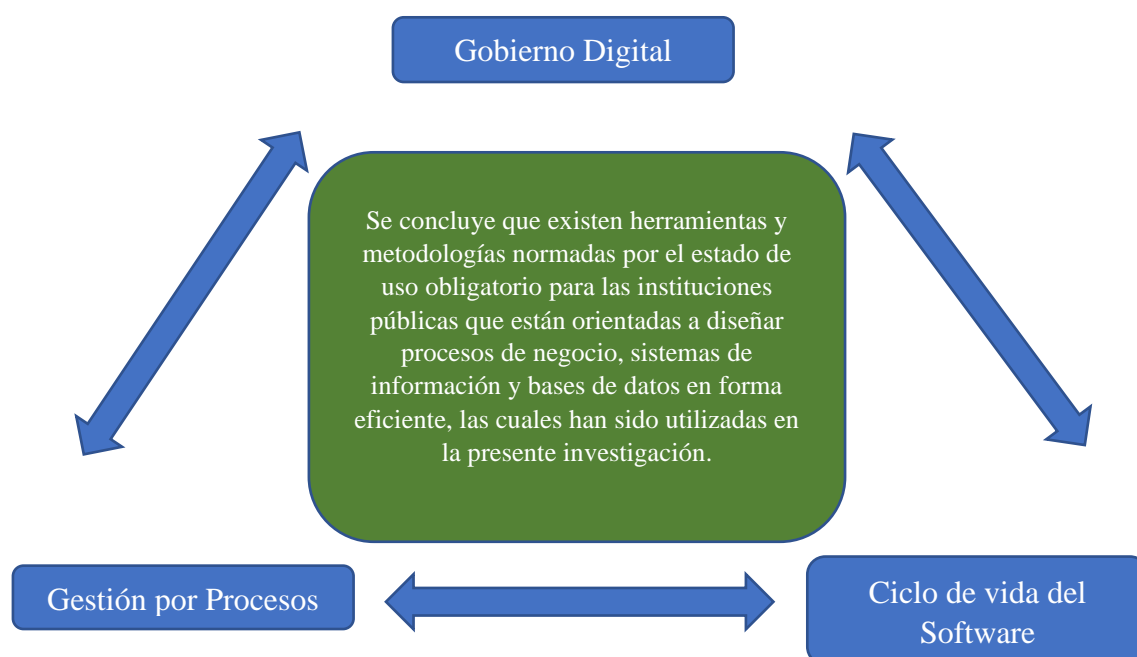 Gobierno Digital
Se concluye que existen herramientas y
metodologías normadas por el estado de
uso obligatorio para las instituciones
públicas que están orientadas a diseñar
procesos de negocio, sistemas de
información y bases de datos en forma
eficiente, las cuales han sido utilizadas en
la presente investigación.
Gestión por Procesos
Ciclo de vida del
Software